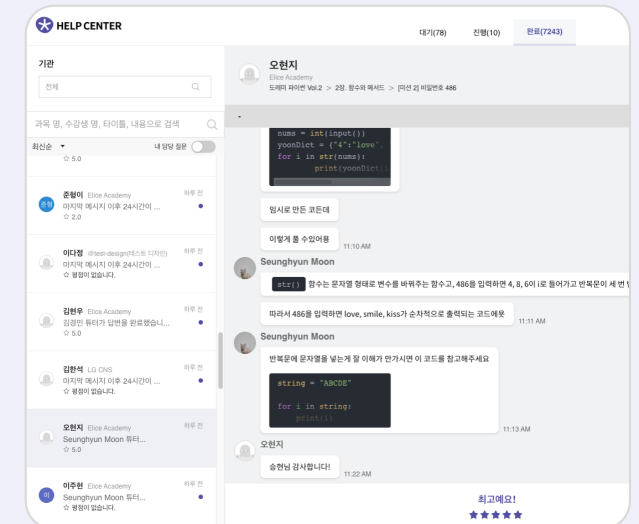 HELP CENTER
대기(78) 진행(10) 완료(7243)
기관
전체
과목 명, 수강생 명, 타이틀, 내용으로 검색
최신순
내 담당 질문
☆ 5.0
준형
준형이 Elice Academy 하루 전
마지막 메시지 이후 24시간이 ...
☆ 2.0
이다정 @test-design(테스트 디자인) 하루 전
마지막 메시지 이후 24시간이 ...
☆ 평점이 없습니다.
김현우 Elice Academy 하루 전
김경민 튜터가 답변을 완료했습니...
☆ 5.0
김한석 LG CNS 하루 전
마지막 메시지 이후 24시간이 ...
☆ 평점이 없습니다.
오현지 Elice Academy 하루 전
Seunghyun Moon 튜터...
☆ 5.0
이
이주현 Elice Academy 하루 전
Seunghyun Moon 튜터...
☆ 평점이 없습니다.
오현지
Elice Academy
도레미 파이썬 Vol.2 > 2장. 함수와 메서드 > [미션 2] 비밀번호 486
-
nums = int(input())
yoonDict = {"4":"love",
for i in str(nums):
print(yoonDict[
임시로 만든 코든데
이렇게 풀 수있어용
11:10 AM
Seunghyun Moon
str() 함수는 문자열 형태로 변수를 바꿔주는 함수고, 486을 입력하면 4, 8, 6이 i로 들어가고 반복문이 세 번
따라서 486을 입력하면 love, smile, kiss가 순차적으로 출력되는 코드에욧
11:11 AM
Seunghyun Moon
반복문에 문자열을 넣는게 잘 이해가 안가시면 이 코드를 참고해주세요
string = "ABCDE"
for i in string:
print(i)
11:13 AM
오현지
승현님 감사합니다!
11:22 AM
최고예요!
★★★★★